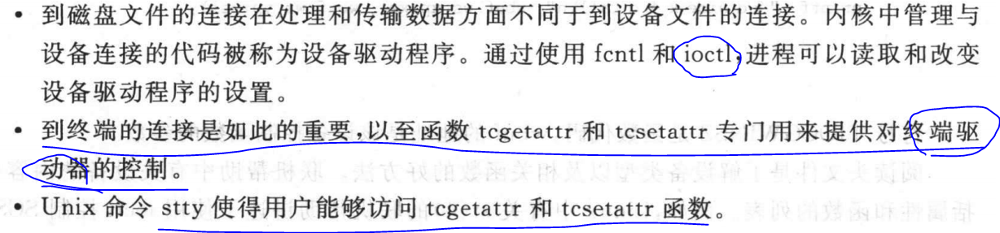 • 到磁盘文件的连接在处理和传输数据方面不同于到设备文件的连接。内核中管理与
设备连接的代码被称为设备驱动程序。通过使用 fcntl 和 ioctl,进程可以读取和改变
设备驱动程序的设置。
• 到终端的连接是如此的重要,以至函数 tcgetattr 和 tcsetattr 专门用来提供对终端驱
动器的控制。
• Unix 命令 stty 使得用户能够访问 tcgetattr 和 tcsetattr 函数。